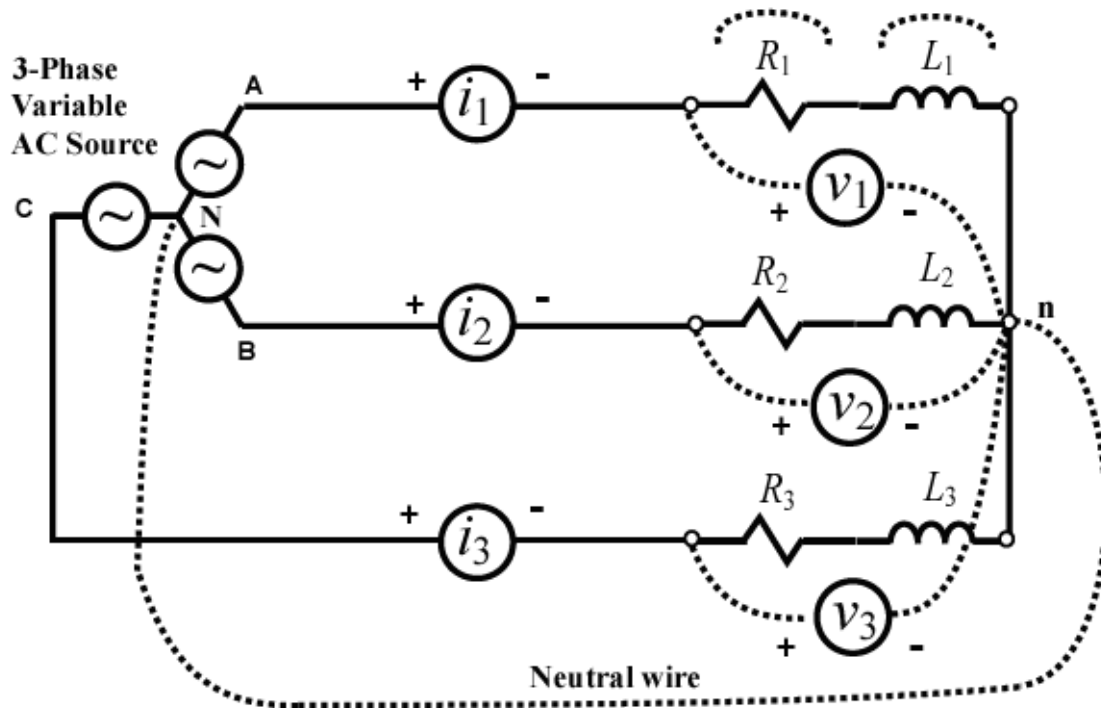 3-Phase
Variable
AC Source
A
+ i1 -
R1 L1
+ v1 -
C
N
B
+ i2 -
R2 L2
n
+ v2 -
+ i3 -
R3 L3
+ v3 -
Neutral wire